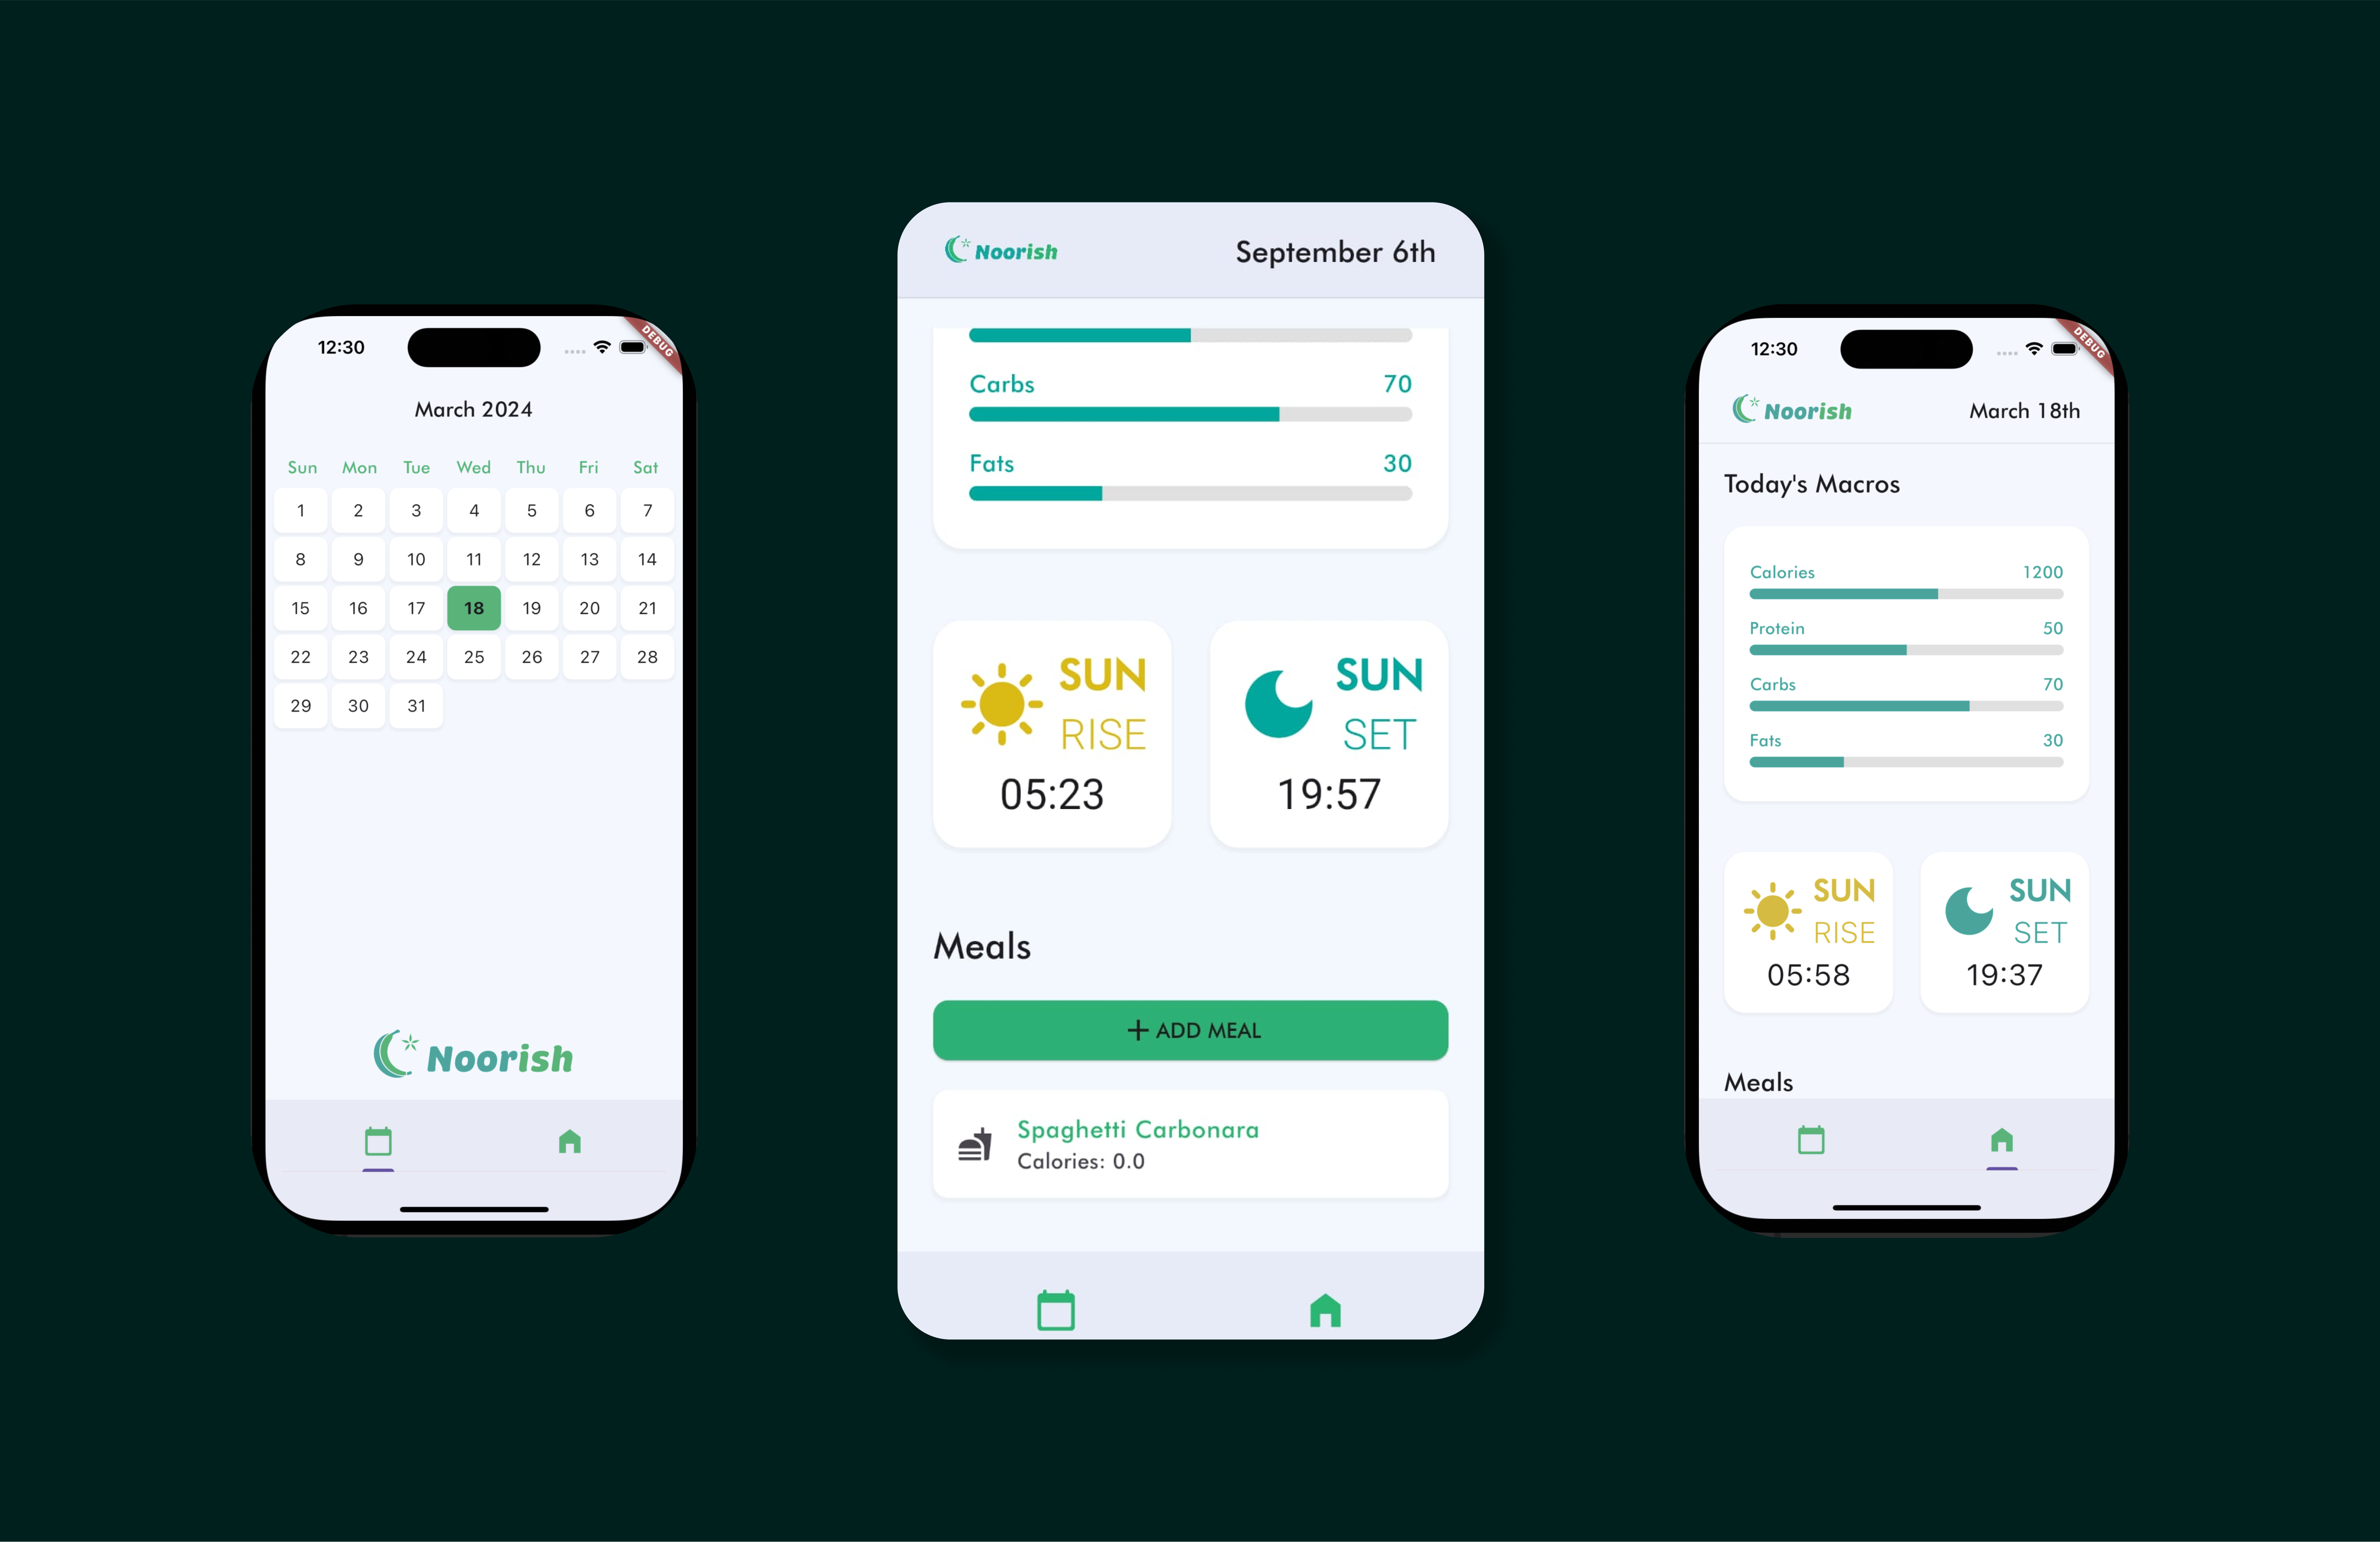 12:30
DEBUG
March 2024
Sun Mon Tue Wed Thu Fri Sat
1 2 3 4 5 6 7
8 9 10 11 12 13 14
15 16 17 18 19 20 21
22 23 24 25 26 27 28
29 30 31
Noorish
Noorish
September 6th
Carbs 70
Fats 30
SUN
RISE
05:23
SUN
SET
19:57
Meals
+ ADD MEAL
Spaghetti Carbonara
Calories: 0.0
12:30
DEBUG
Noorish
March 18th
Today's Macros
Calories 1200
Protein 50
Carbs 70
Fats 30
SUN
RISE
05:58
SUN
SET
19:37
Meals